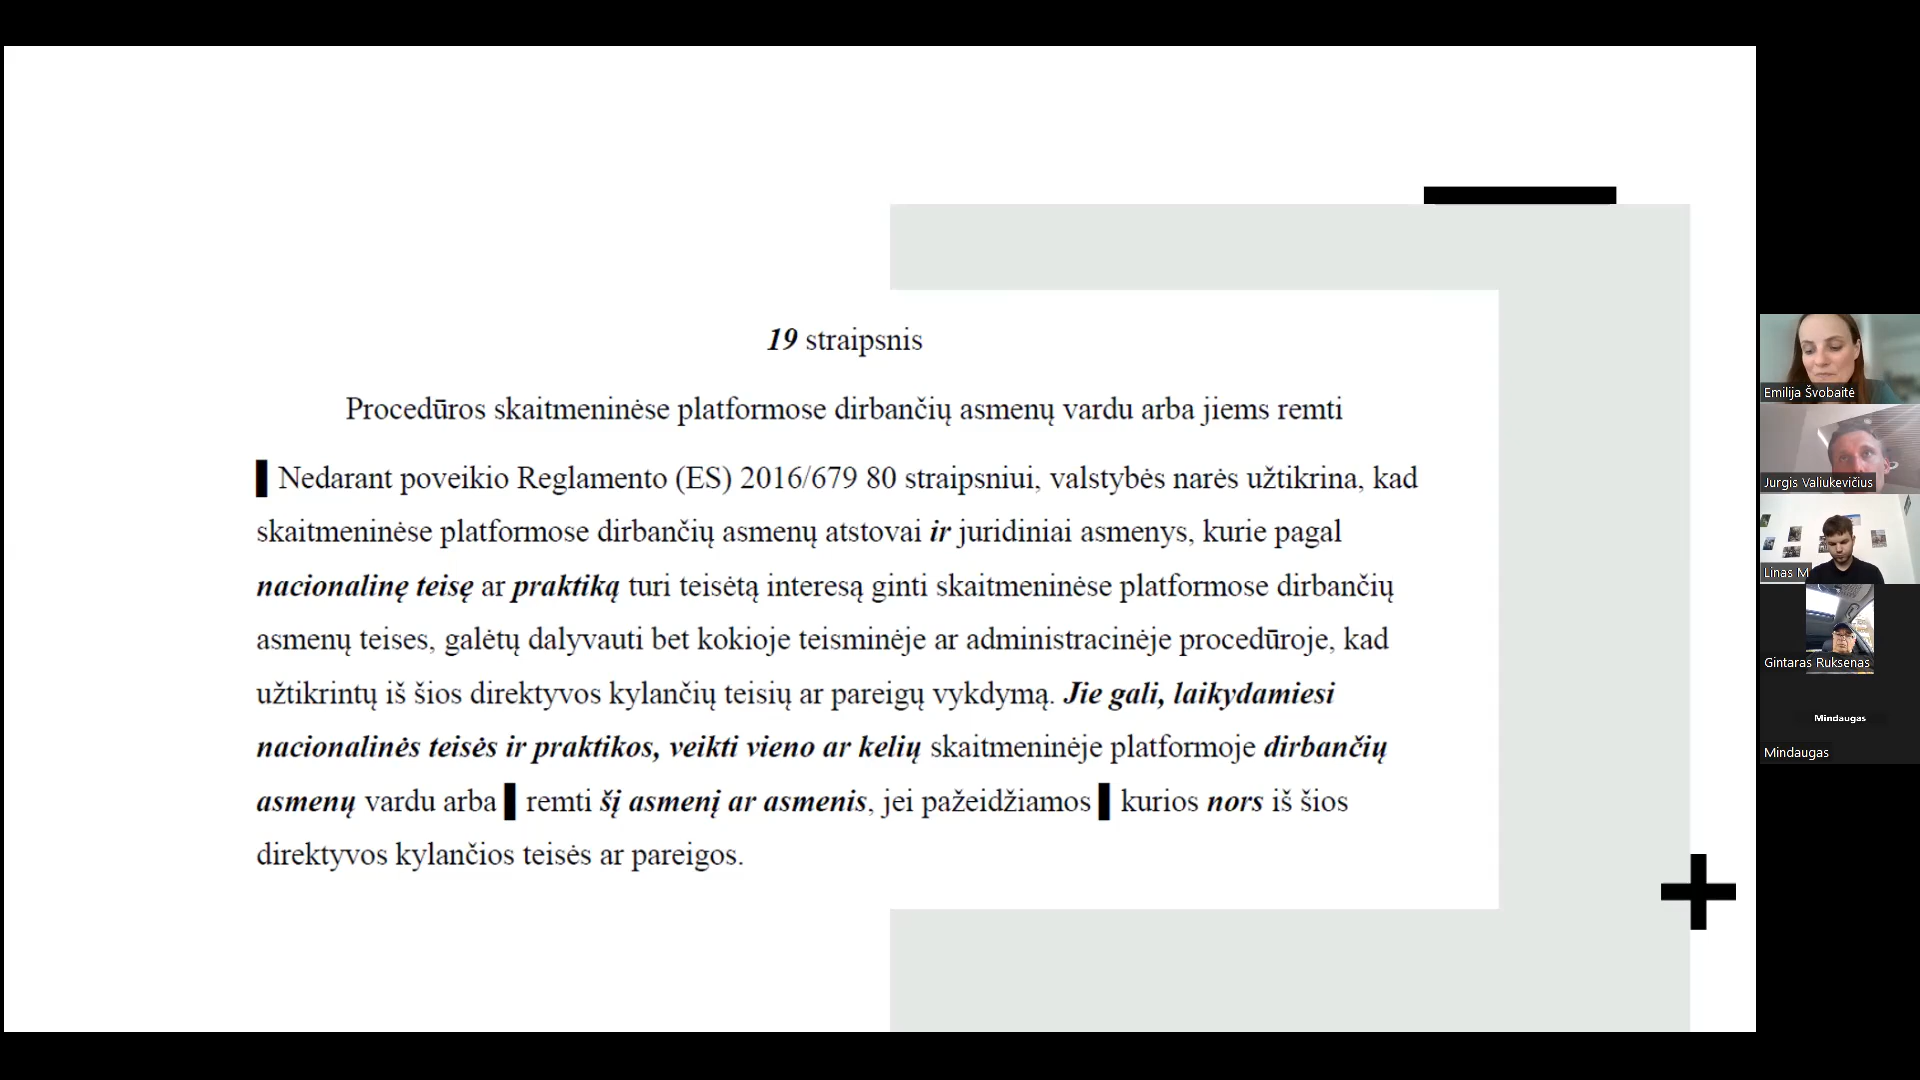 19 straipsnis
Procedūros skaitmeninėse platformose dirbančių asmenų vardu arba jiems remti
▌Nedarant poveikio Reglamento (ES) 2016/679 80 straipsniui, valstybės narės užtikrina, kad
skaitmeninėse platformose dirbančių asmenų atstovai ir juridiniai asmenys, kurie pagal
nacionalinę teisę ar praktiką turi teisėtą interesą ginti skaitmeninėse platformose dirbančių
asmenų teises, galėtų dalyvauti bet kokioje teisminėje ar administracinėje procedūroje, kad
užtikrintų iš šios direktyvos kylančių teisių ar pareigų vykdymą. Jie gali, laikydamiesi
nacionalinės teisės ir praktikos, veikti vieno ar kelių skaitmeninėje platformoje dirbančių
asmenų vardu arba ▌remti šį asmenį ar asmenis, jei pažeidžiamos ▌kurios nors iš šios
direktyvos kylančios teisės ar pareigos.
Emilija Švobaitė
Jurgis Valiukevičius
Linas M
Gintaras Ruksenas
Mindaugas
Mindaugas